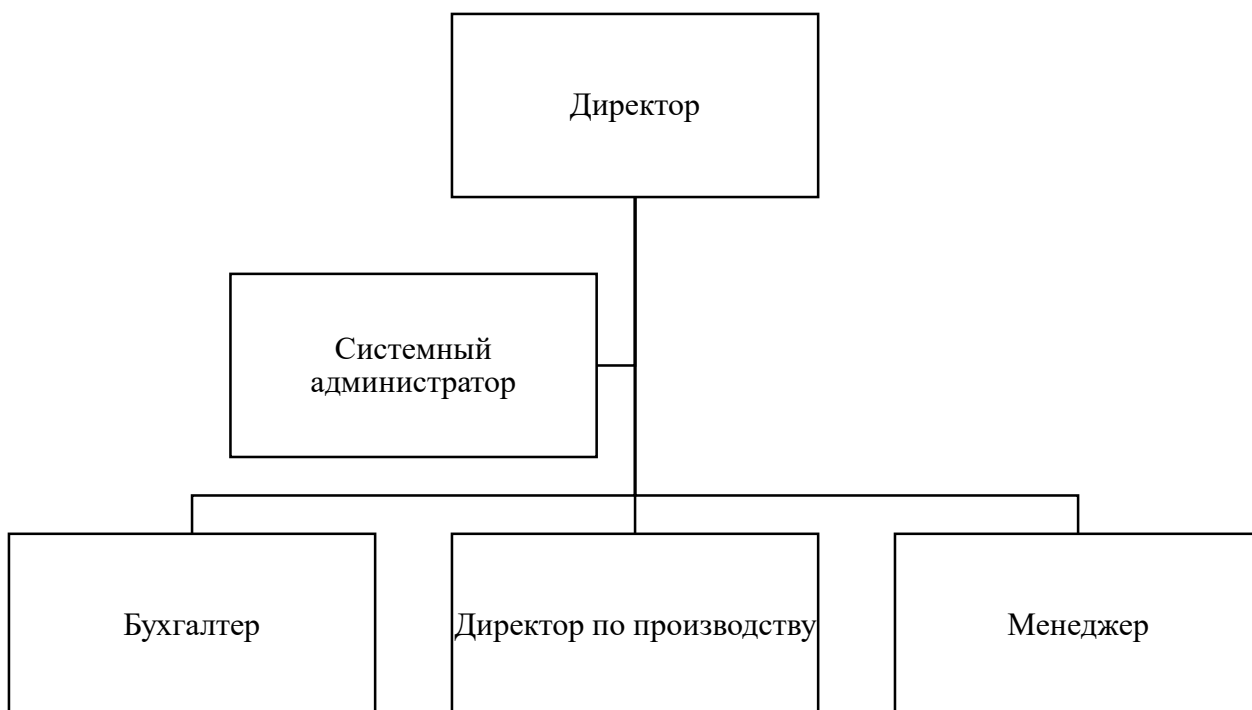 Директор
Системный
администратор
Бухгалтер
Директор по производству
Менеджер